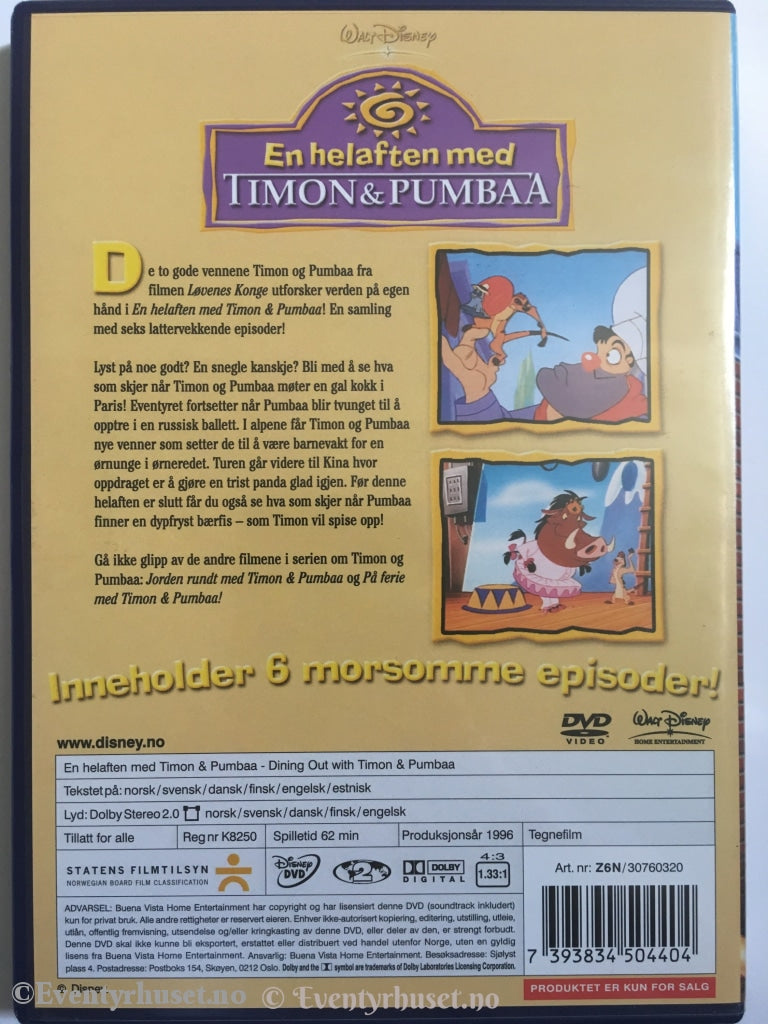 WALT DISNEY
En helaften med
TIMON & PUMBAA
De to gode vennene Timon og Pumbaa fra
filmen Løvenes Konge utforsker verden på egen
hånd i En helaften med Timon & Pumbaa! En samling
med seks lattervekkende episoder!
Lyst på noe godt? En snegle kanskje? Bli med å se hva
som skjer når Timon og Pumbaa møter en gal kokk i
Paris! Eventyret fortsetter når Pumbaa blir tvunget til å
opptre i en russisk ballett. I alpene får Timon og Pumbaa
nye venner som setter de til å være barnevakt for en
ørnunge i ørneredet. Turen går videre til Kina hvor
oppdraget er å gjøre en trist panda glad igjen. Før denne
helaften er slutt får du også se hva som skjer når Pumbaa
finner en dypfryst bærfis – som Timon vil spise opp!
Gå ikke glipp av de andre filmene i serien om Timon og
Pumbaa: Jorden rundt med Timon & Pumbaa og På ferie
med Timon & Pumbaa!
Inneholder 6 morsomme episoder!
www.disney.no
DVD VIDEO
WALT DISNEY HOME ENTERTAINMENT
En helaften med Timon & Pumbaa - Dining Out with Timon & Pumbaa
Tekstet på: norsk/svensk/dansk/finsk/engelsk/estnisk
Lyd: Dolby Stereo 2.0 norsk/svensk/dansk/finsk/engelsk
Tillatt for alle Reg nr K8250 Spilletid 62 min Produksjonsår 1996 Tegnefilm
STATENS FILMTILSYN
NORWEGIAN BOARD FILM CLASSIFICATION
Disney DVD
2
DOLBY DIGITAL
4:3
1.33:1
Art. nr: Z6N/30760320
ADVARSEL: Buena Vista Home Entertainment har copyright og har lisensiert denne DVD (soundtrack inkludert)
kun for privat bruk. Alle andre rettigheter er reservert eieren. Enhver ikke-autorisert kopiering, editering, utstilling, utleie,
utlån, offentlig fremvisning, utsendelse og/eller kringkasting av denne DVD, eller deler av den, er strengt forbudt.
Denne DVD skal ikke kunne bli eksportert, erstattet eller distribuert ved handel utenfor Norge, uten en gyldig
lisens fra Buena Vista Home Entertainment. Ansvarlig: Buena Vista Home Entertainment. Besøksadresse: Sjølyst
plass 4. Postadresse: Postboks 154, Skøyen, 0212 Oslo. Dolby and the symbol are trademarks of Dolby Laboratories Licensing Corporation.
© Disney
7 393834 504404
PRODUKTET ER KUN FOR SALG
©Eventyrhuset.no © Eventyrhuset.no